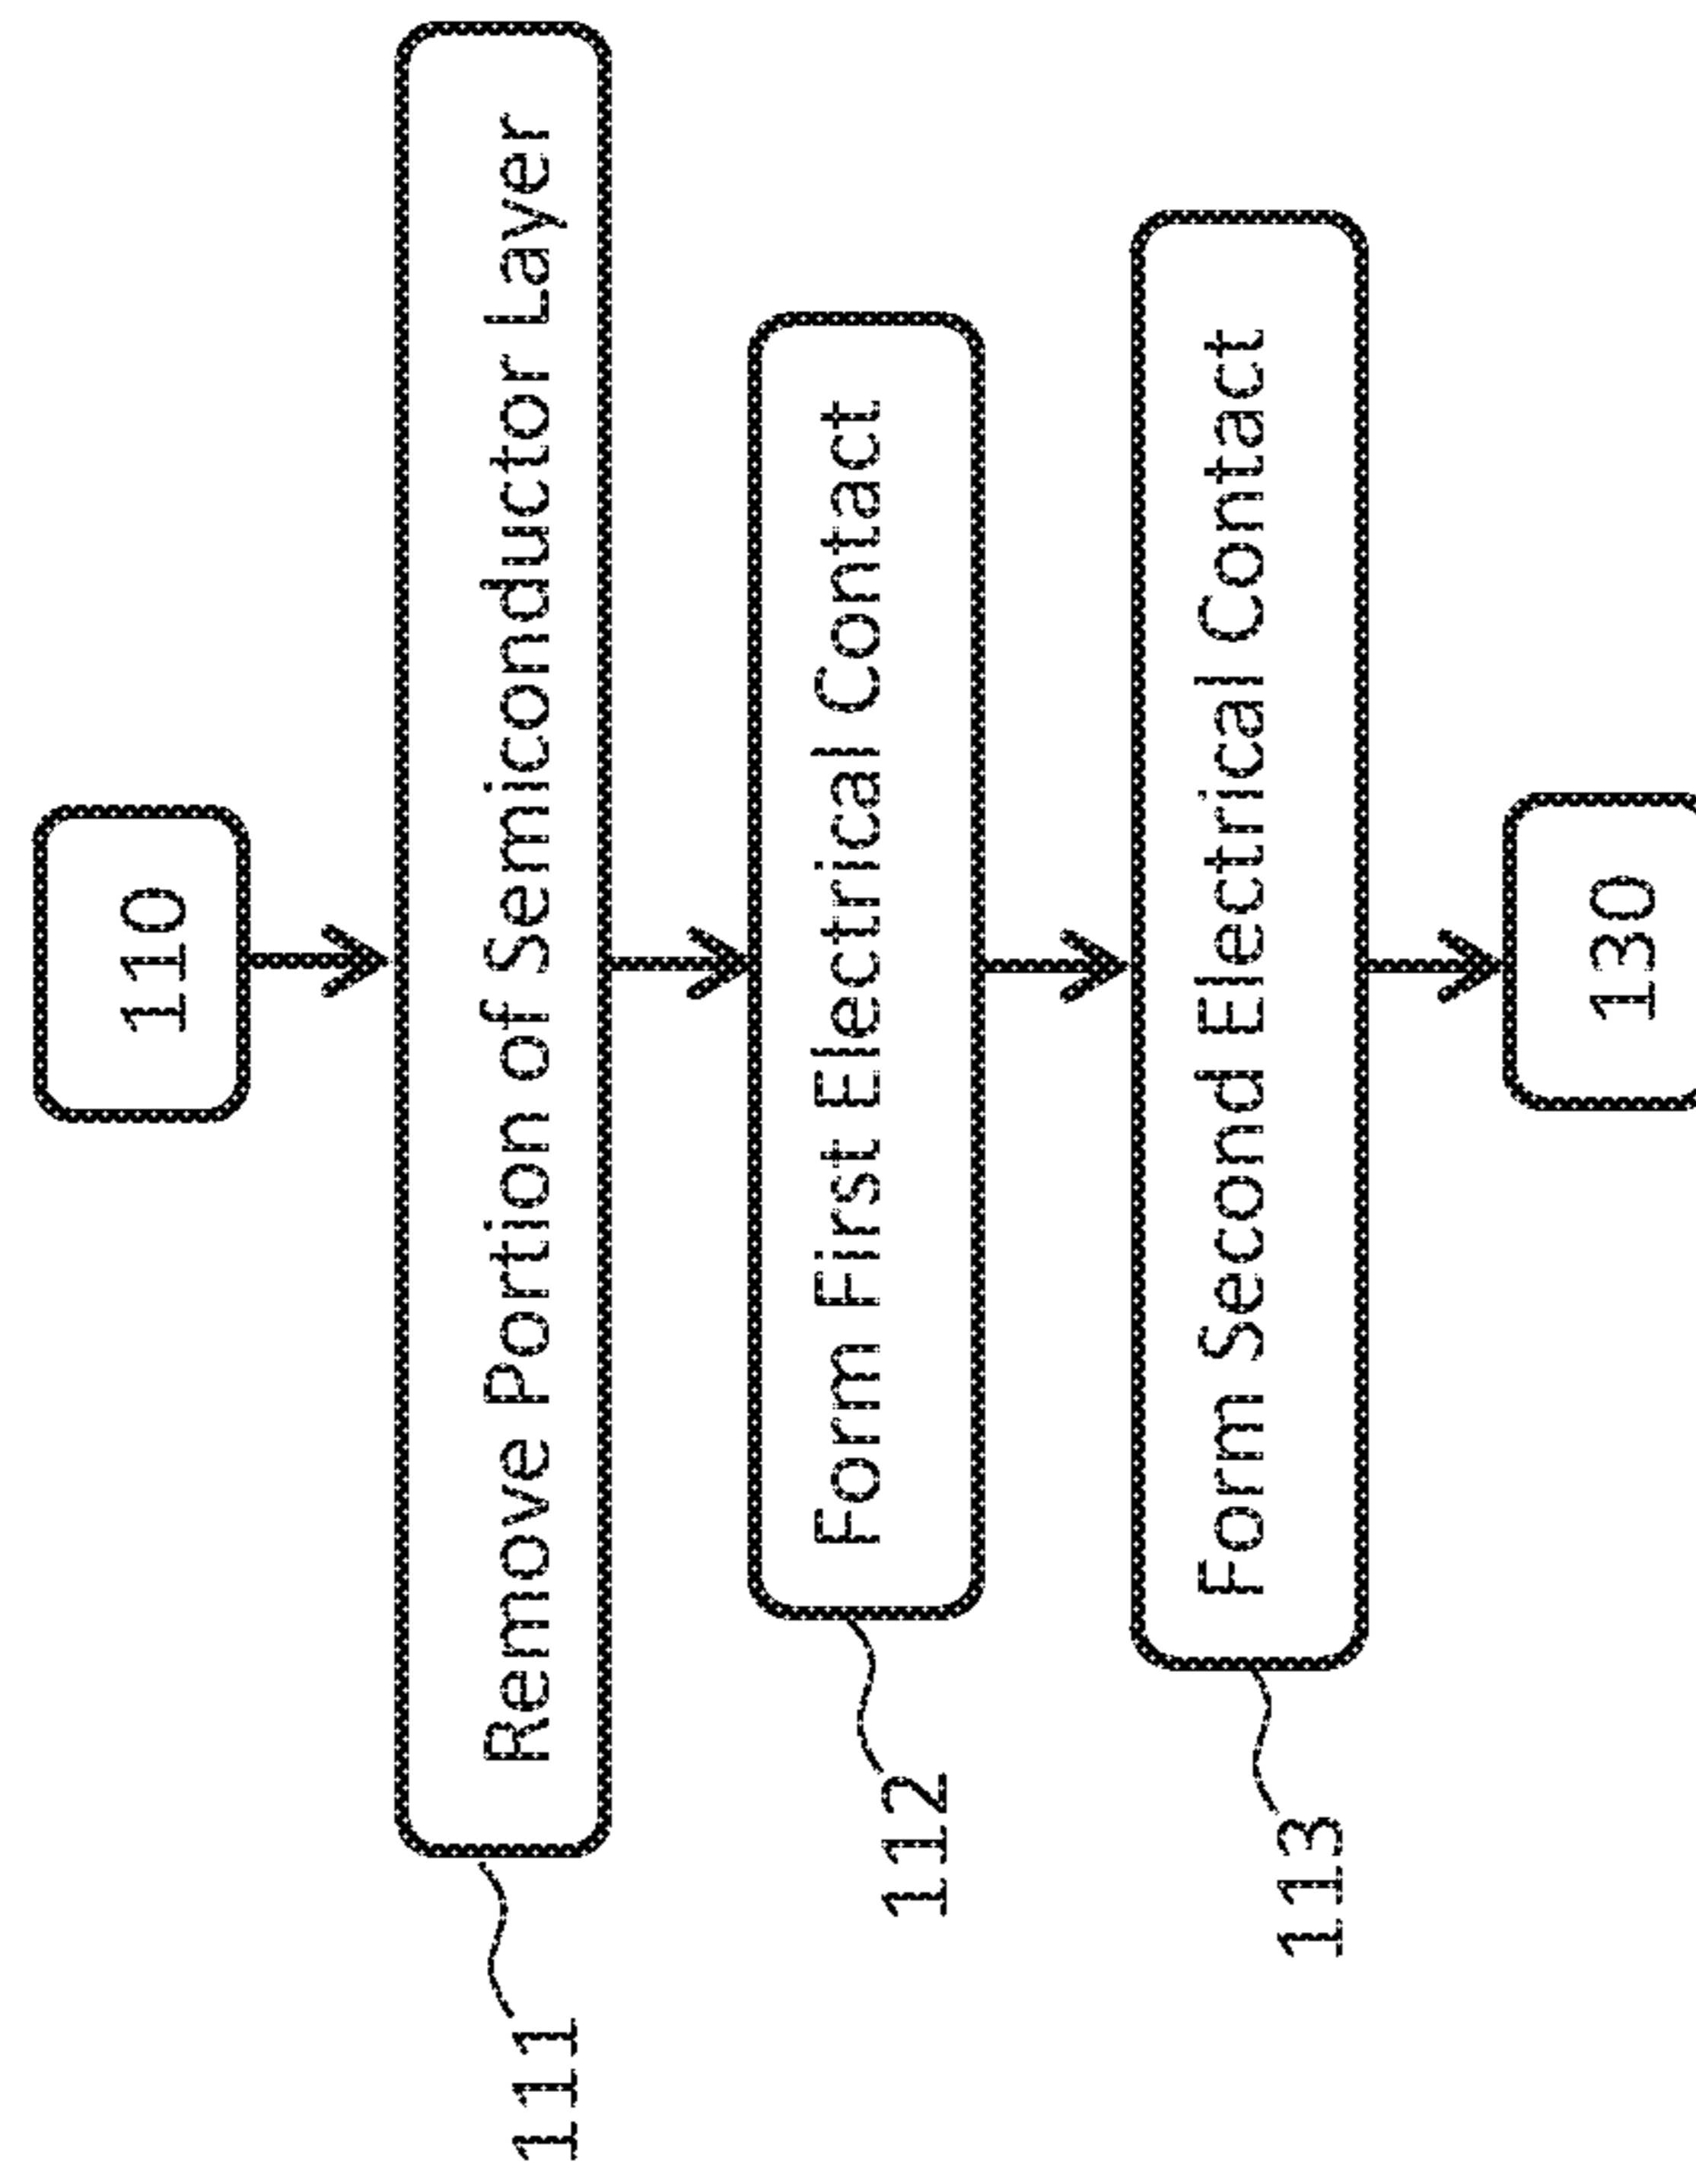 110
Remove Portion of Semiconductor Layer
111
Form First Electrical Contact
112
Form Second Electrical Contact
113
130